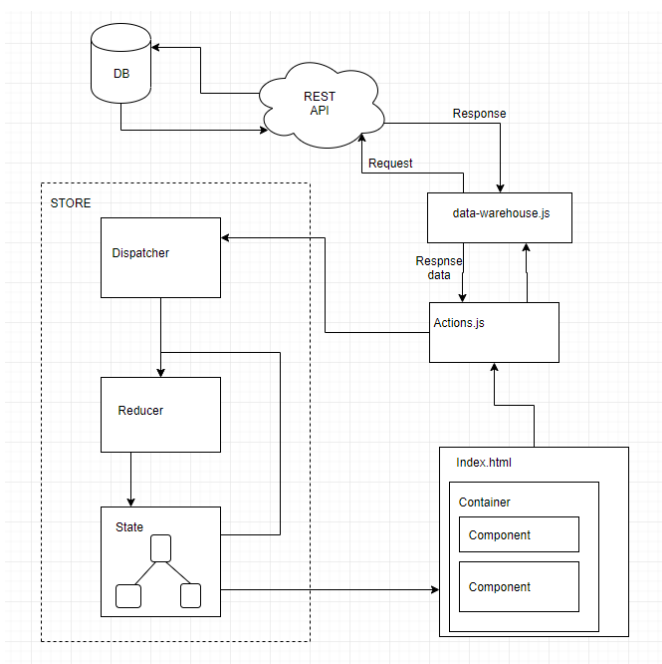 DB
REST
API
Response
Request
STORE
data-warehouse.js
Dispatcher
Respnse
data
Actions.js
Reducer
Index.html
Container
State
Component
Component